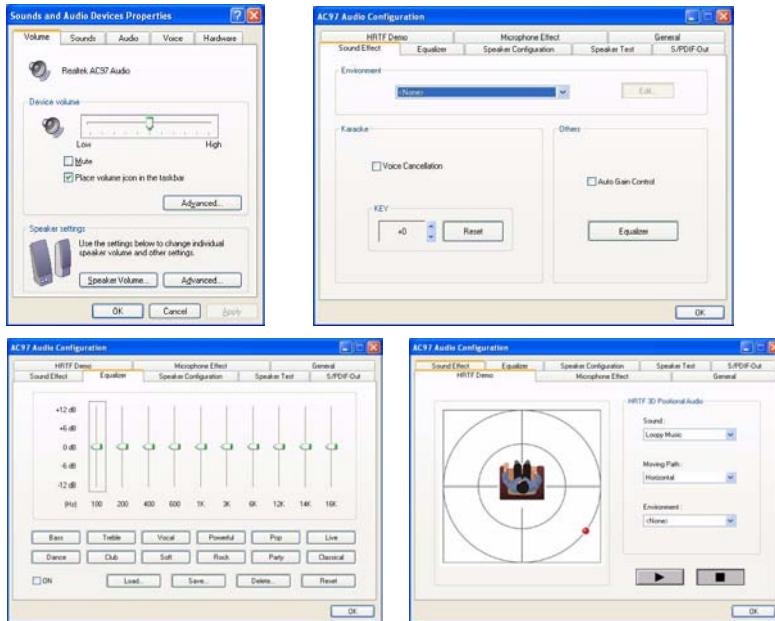 Sounds and Audio Devices Properties
Volume Sounds Audio Voice Hardware
Realtek AC97 Audio
Device volume
Low High
Mute
Place volume icon in the taskbar
Advanced...
Speaker settings
Use the settings below to change individual
speaker volume and other settings.
Speaker Volume... Advanced...
OK Cancel Apply
AC97 Audio Configuration
HRTF Demo Microphone Effect General
Sound Effect Equalizer Speaker Configuration Speaker Test S/PDIF-Out
Environment
<None> Edit...
Karaoke
Voice Cancellation
KEY
+0 Reset
Others
Auto Gain Control
Equalizer
OK
AC97 Audio Configuration
HRTF Demo Microphone Effect General
Sound Effect Equalizer Speaker Configuration Speaker Test S/PDIF-Out
+12 dB
+6 dB
0 dB
-6 dB
-12 dB
(Hz) 100 200 400 600 1K 3K 6K 12K 14K 16K
Bass Treble Vocal Powerful Pop Live
Dance Club Soft Rock Party Classical
ON Load... Save... Delete... Reset
OK
AC97 Audio Configuration
Sound Effect Equalizer Speaker Configuration Speaker Test S/PDIF-Out
HRTF Demo Microphone Effect General
HRTF 3D Positional Audio
Sound :
Loopy Music
Moving Path :
Horizontal
Environment :
<None>
OK